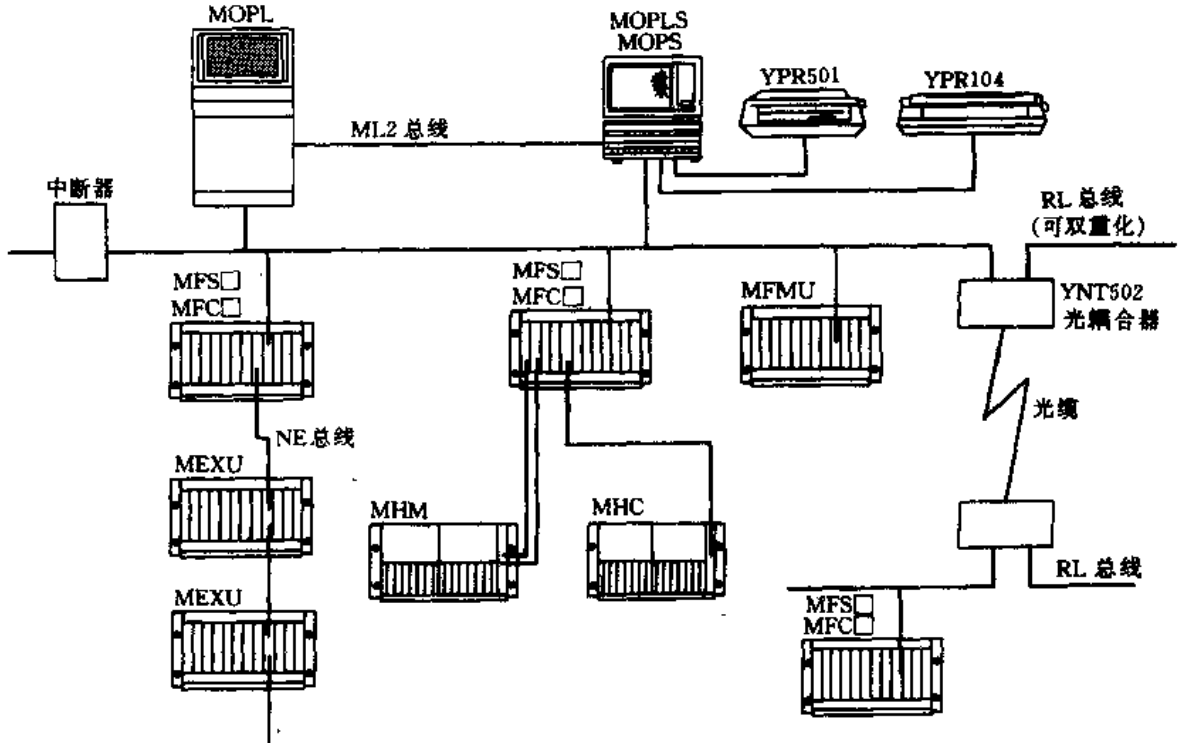 MOPL
MOPLS
MOPS
YPR501
YPR104
ML2 总线
中断器
RL 总线
(可双重化)
MFS□
MFC□
MFS□
MFC□
MFMU
YNT502
光耦合器
光缆
NE总线
MEXU
MHM
MHC
MEXU
RL 总线
MFS□
MFC□